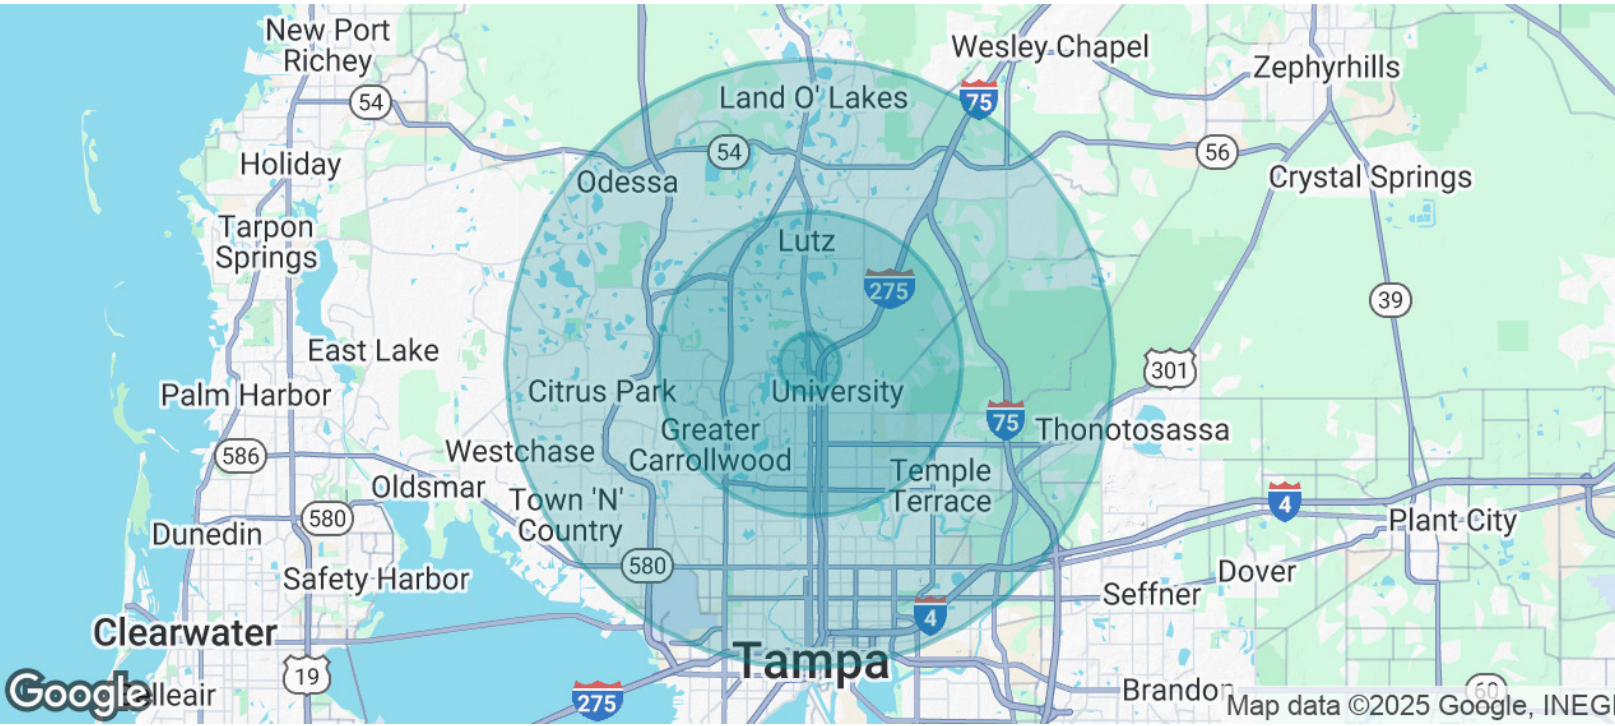 New Port
Richey
Wesley Chapel
Zephyrhills
Land O' Lakes
75
54
54
56
Holiday
Odessa
Crystal Springs
Tarpon
Springs
Lutz
275
39
East Lake
301
Palm Harbor
Citrus Park
University
75
Greater
Carrollwood
Thonotosassa
586
Westchase
Temple
Terrace
Oldsmar
Town 'N'
Country
4
580
Plant City
Dunedin
580
Safety Harbor
Dover
Seffner
4
Clearwater
Tampa
19
Google
Belleair
275
Brandon
60
Map data ©2025 Google, INEGI